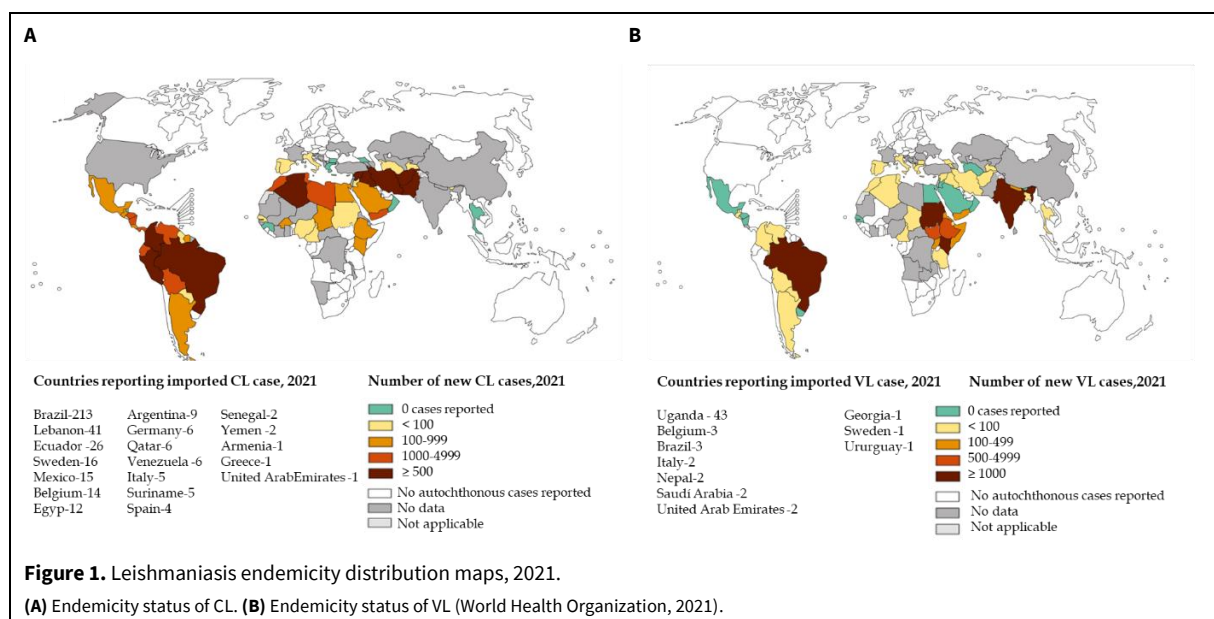 A
B
Countries reporting imported CL case, 2021
Brazil-213
Lebanon-41
Ecuador -26
Sweden-16
Mexico-15
Belgium-14
Egyp-12
Argentina-9
Germany-6
Qatar-6
Venezuela -6
Italy-5
Suriname-5
Spain-4
Senegal-2
Yemen -2
Armenia-1
Greece-1
United ArabEmirates -1
Number of new CL cases,2021
0 cases reported
< 100
100-999
1000-4999
≥ 500
No autochthonous cases reported
No data
Not applicable
Countries reporting imported VL case, 2021
Uganda - 43
Belgium-3
Brazil-3
Italy-2
Nepal-2
Saudí Arabia -2
United Arab Emirates -2
Georgia-1
Sweden -1
Ururguay-1
Number of new VL cases,2021
0 cases reported
< 100
100-499
500-4999
≥ 1000
No autochthonous cases reported
No data
Not applicable
Figure 1. Leishmaniasis endemicity distribution maps, 2021.
(A) Endemicity status of CL. (B) Endemicity status of VL (World Health Organization, 2021).